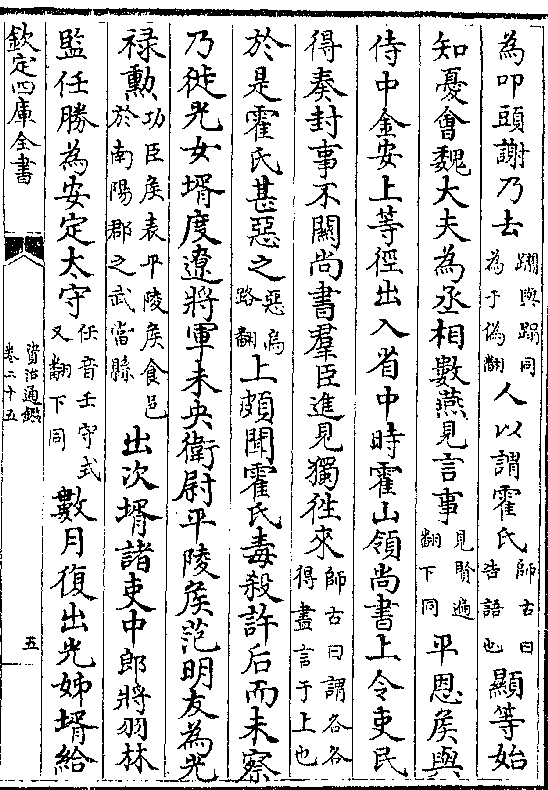 為叩頭謝乃去蹋與蹹同為于偽翻人以謂霍氏師古曰告語也顯等始
知憂會魏大夫為丞相數燕見言事見賢遍翻下同平恩侯與
侍中金安上等徑出入省中時霍山領尚書上令吏民
得奏封事不關尚書羣臣進見獨徃來師古曰謂各各得盡言于上也
於是霍氏甚惡之惡烏路翻上頗聞霍氏毒殺許后而未察
乃徙光女壻度遼將軍未央衛尉平陵侯范明友為光
禄勲功臣侯表平陵侯食邑於南陽郡之武當縣出次壻諸吏中郎將羽林
監任勝為安定太守任音壬守式又翻下同數月復出光姊壻給
欽定四庫全書
資治通鑑
卷二十五
五